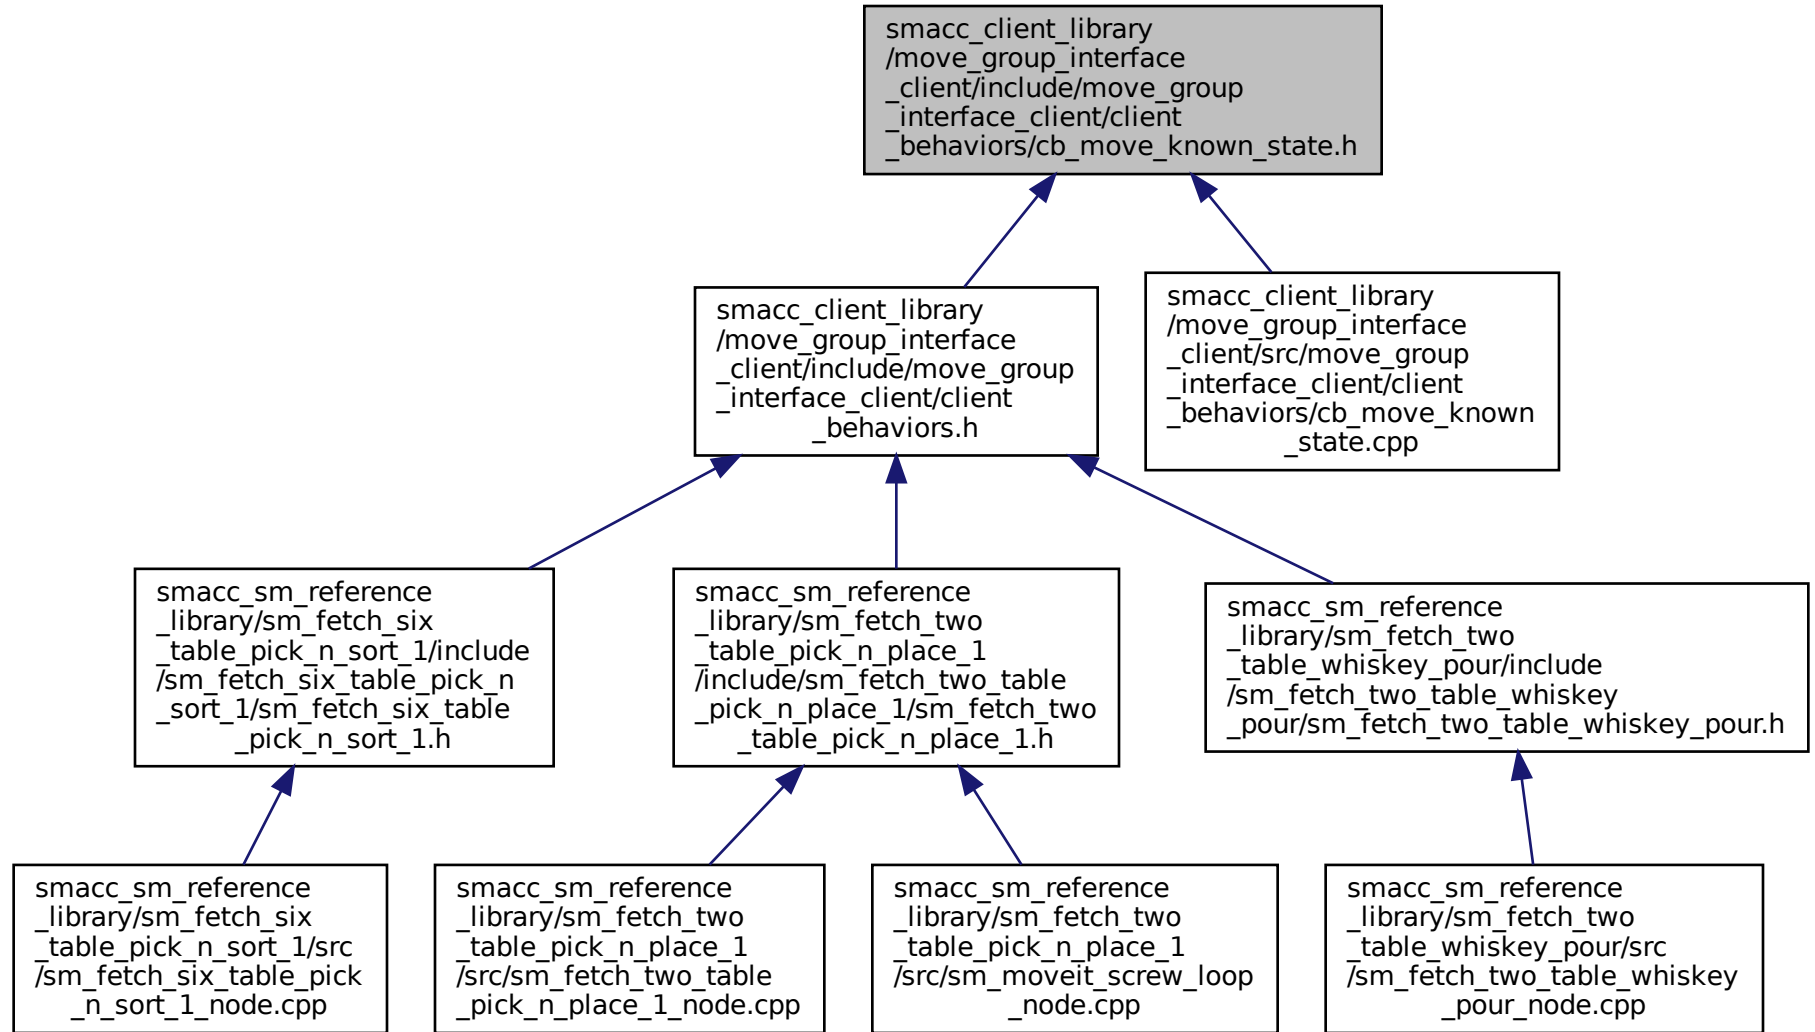 smacc_client_library
/move_group_interface
_client/include/move_group
_interface_client/client
_behaviors/cb_move_known_state.h
smacc_client_library
/move_group_interface
_client/include/move_group
_interface_client/client
_behaviors.h
smacc_client_library
/move_group_interface
_client/src/move_group
_interface_client/client
_behaviors/cb_move_known
_state.cpp
smacc_sm_reference
_library/sm_fetch_six
_table_pick_n_sort_1/include
/sm_fetch_six_table_pick_n
_sort_1/sm_fetch_six_table
_pick_n_sort_1.h
smacc_sm_reference
_library/sm_fetch_two
_table_pick_n_place_1
/include/sm_fetch_two_table
_pick_n_place_1/sm_fetch_two
_table_pick_n_place_1.h
smacc_sm_reference
_library/sm_fetch_two
_table_whiskey_pour/include
/sm_fetch_two_table_whiskey
_pour/sm_fetch_two_table_whiskey_pour.h
smacc_sm_reference
_library/sm_fetch_six
_table_pick_n_sort_1/src
/sm_fetch_six_table_pick
_n_sort_1_node.cpp
smacc_sm_reference
_library/sm_fetch_two
_table_pick_n_place_1
/src/sm_fetch_two_table
_pick_n_place_1_node.cpp
smacc_sm_reference
_library/sm_fetch_two
_table_pick_n_place_1
/src/sm_moveit_screw_loop
_node.cpp
smacc_sm_reference
_library/sm_fetch_two
_table_whiskey_pour/src
/sm_fetch_two_table_whiskey
_pour_node.cpp